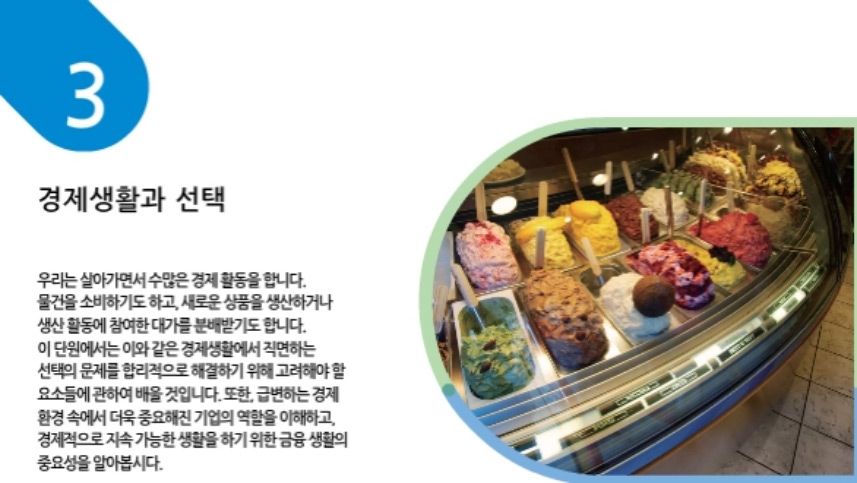 3
경제생활과 선택
우리는 살아가면서 수많은 경제 활동을 합니다.
물건을 소비하기도 하고, 새로운 상품을 생산하거나
생산 활동에 참여한 대가를 분배받기도 합니다.
이 단원에서는 이와 같은 경제생활에서 직면하는
선택의 문제를 합리적으로 해결하기 위해 고려해야 할
요소들에 관하여 배울 것입니다. 또한, 급변하는 경제
환경 속에서 더욱 중요해진 기업의 역할을 이해하고,
경제적으로 지속 가능한 생활을 하기 위한 금융 생활의
중요성을 알아봅시다.